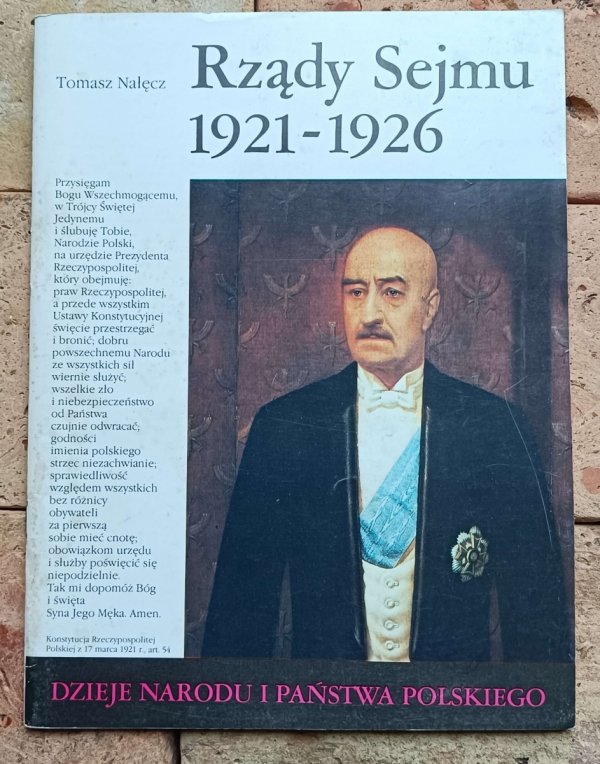 Tomasz Nałęcz
Rządy Sejmu
1921-1926
Przysięgam
Bogu Wszechmogącemu,
w Trójcy Świętej
Jedynemu
i ślubuję Tobie,
Narodzie Polski,
na urzędzie Prezydenta
Rzeczypospolitej,
który obejmuję:
praw Rzeczypospolitej,
a przede wszystkim
Ustawy Konstytucyjnej
święcie przestrzegać
i bronić; dobru
powszechnemu Narodu
ze wszystkich sił
wiernie służyć;
wszelkie zło
i niebezpieczeństwo
od Państwa
czujnie odwracać;
godności
imienia polskiego
strzec niezachwianie;
sprawiedliwość
względem wszystkich
bez różnicy
obywateli
za pierwszą
sobie mieć cnotę;
obowiązkom urzędu
i służby poświęcić się
niepodzielnie.
Tak mi dopomóż Bóg
i święta
Syna Jego Męka. Amen.
Konstytucja Rzeczypospolitej
Polskiej z 17 marca 1921 r., art. 54
DZIEJE NARODU I PAŃSTWA POLSKIEGO